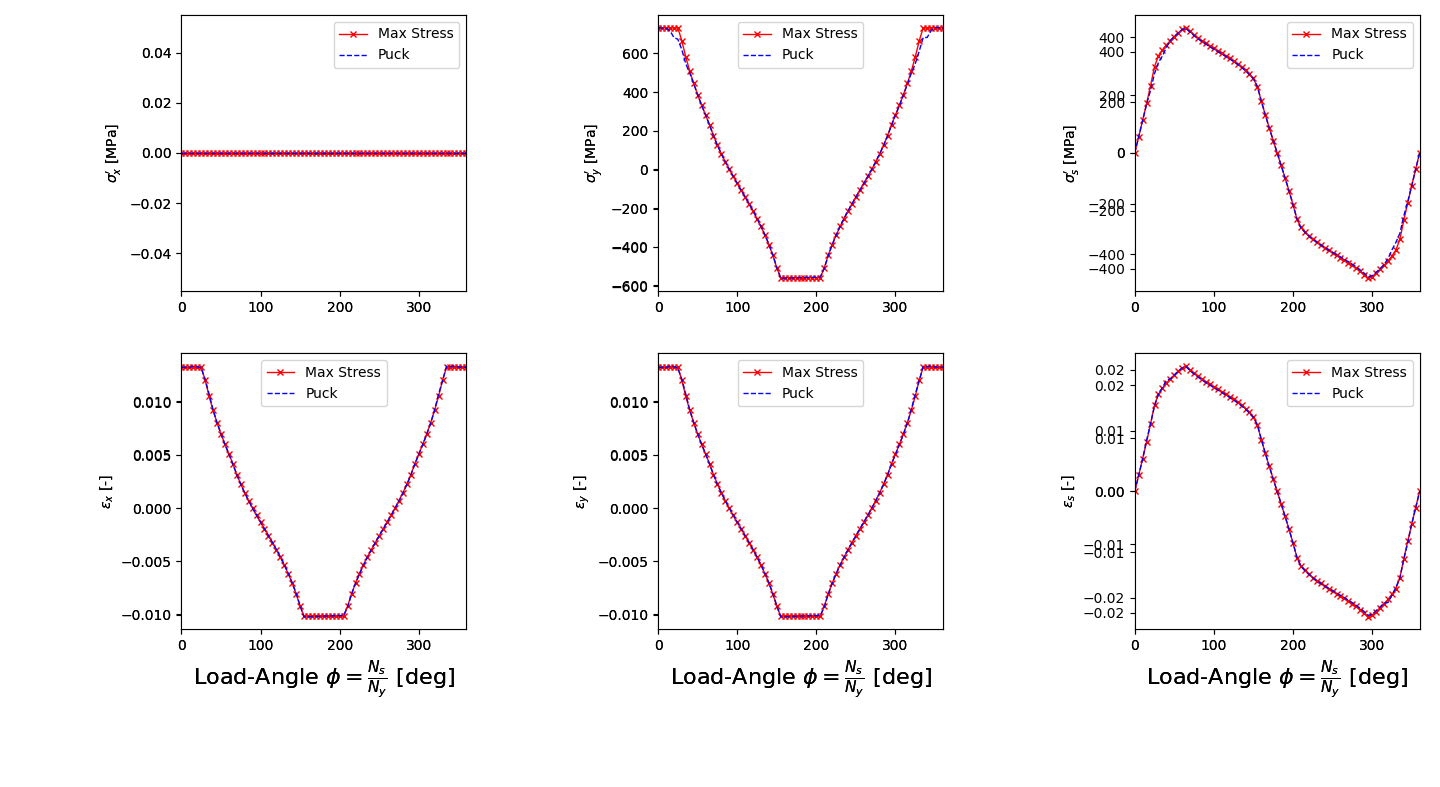 Max Stress
Puck
0.04
0.02
0.00
−0.02
−0.04
σ′x [MPa]
0 100 200 300
Max Stress
Puck
600
400
200
0
−200
−400
−600
σ′y [MPa]
0 100 200 300
Max Stress
Puck
400
400
200
200
0
−200
−200
−400
−400
σ′s [MPa]
0 100 200 300
Max Stress
Puck
0.010
0.005
0.000
−0.005
−0.010
εx [-]
0 100 200 300
Load-Angle ϕ = Ns/Ny [deg]
Max Stress
Puck
0.010
0.005
0.000
−0.005
−0.010
εy [-]
0 100 200 300
Load-Angle ϕ = Ns/Ny [deg]
Max Stress
Puck
0.02
0.02
0.01
0.01
0.00
−0.01
−0.01
−0.02
−0.02
εs [-]
0 100 200 300
Load-Angle ϕ = Ns/Ny [deg]